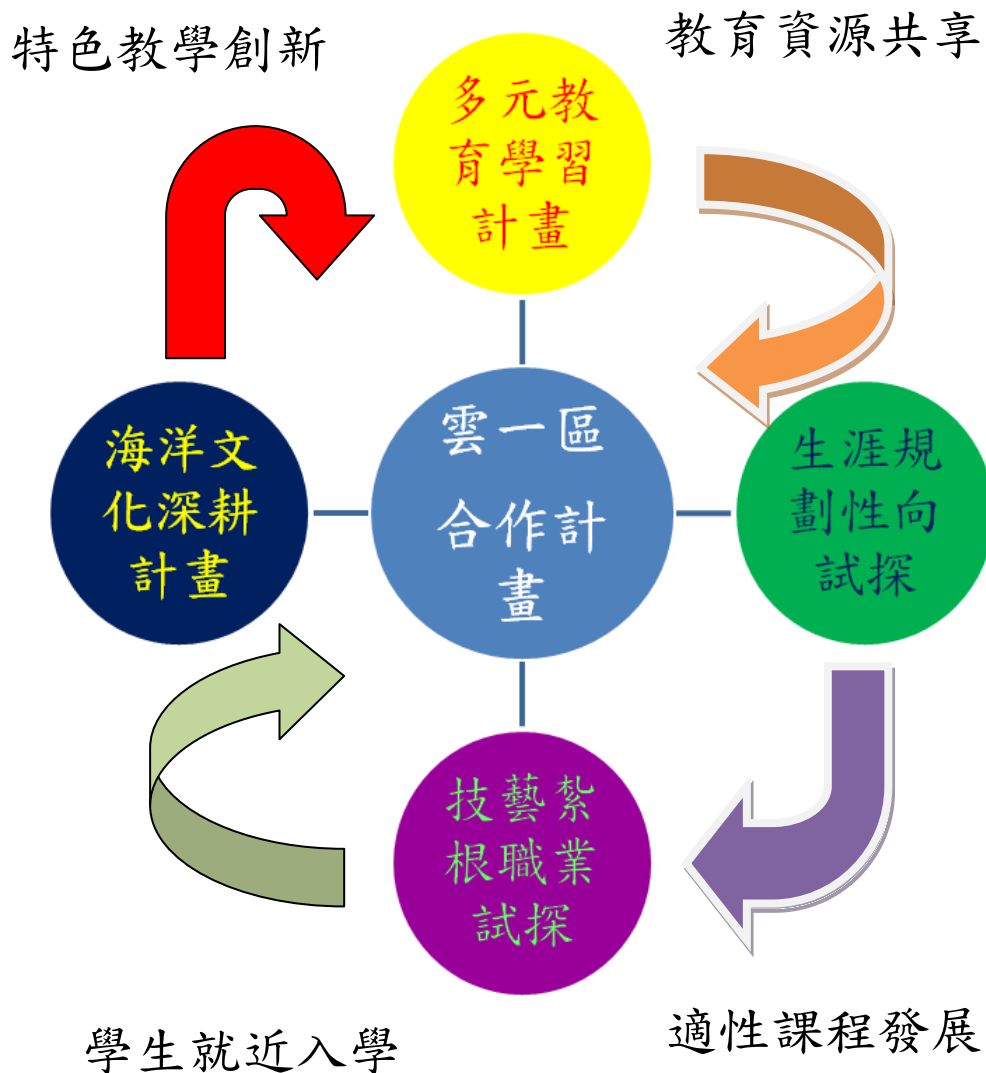 特色教學創新
教育資源共享
多元教
育學習
計畫
海洋文
化深耕
計畫
雲一區
合作計
畫
生涯規
劃性向
試探
技藝紮
根職業
試探
學生就近入學
適性課程發展